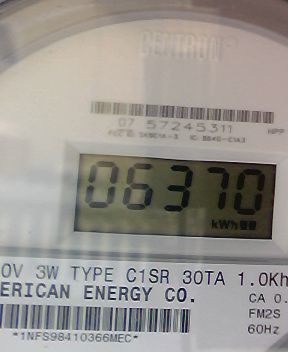 CENTRON®
07 57245311
HPP
06370
kWh
0V 3W TYPE C1SR 30TA 1.0Kh
ERICAN ENERGY CO.
CA 0.
FM2S
60Hz
*1NFS98410366MEC*